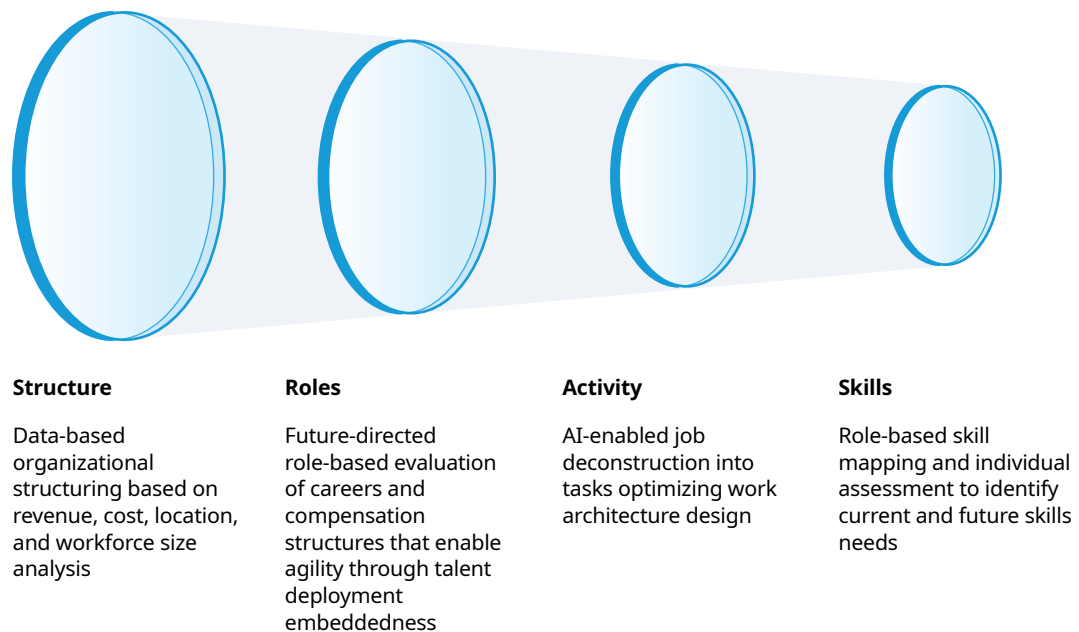 Structure
Data-based
organizational
structuring based on
revenue, cost, location,
and workforce size
analysis
Roles
Future-directed
role-based evaluation
of careers and
compensation
structures that enable
agility through talent
deployment
embeddedness
Activity
AI-enabled job
deconstruction into
tasks optimizing work
architecture design
Skills
Role-based skill
mapping and individual
assessment to identify
current and future skills
needs